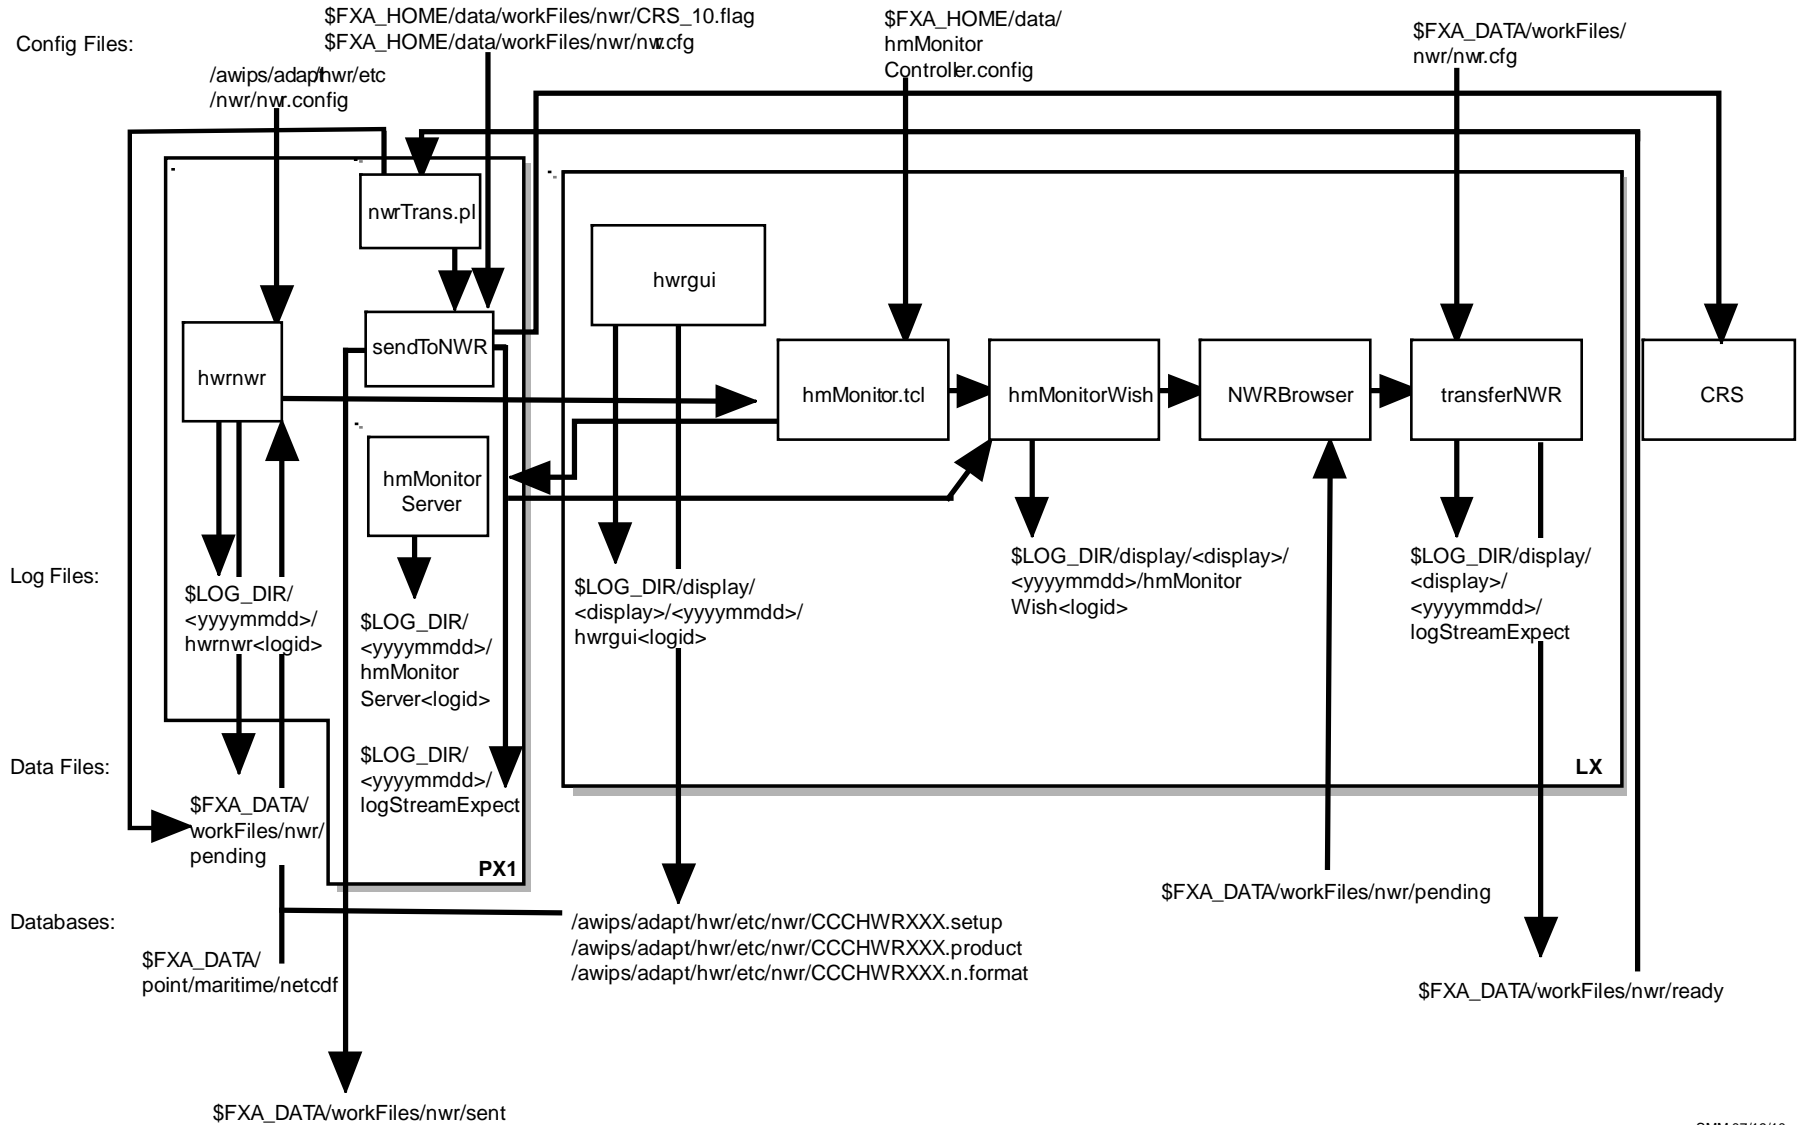 Config Files:
$FXA_HOME/data/workFiles/nwr/CRS_10.flag
$FXA_HOME/data/workFiles/nwr/nwr.cfg
/awips/adapt/hwr/etc
/nwr/nwr.config
$FXA_HOME/data/
hmMonitor
Controller.config
$FXA_DATA/workFiles/
nwr/nwr.cfg
nwrTrans.pl
hwrnwr
sendToNWR
hmMonitor
Server
hwrgui
hmMonitor.tcl
hmMonitorWish
NWRBrowser
transferNWR
CRS
Log Files:
$LOG_DIR/
<yyyymmdd>/
hwrnwr<logid>
$LOG_DIR/
<yyyymmdd>/
hmMonitor
Server<logid>
$LOG_DIR/
<yyyymmdd>/
logStreamExpect
$LOG_DIR/display/
<display>/<yyyymmdd>/
hwrgui<logid>
$LOG_DIR/display/<display>/
<yyyymmdd>/hmMonitor
Wish<logid>
$LOG_DIR/display/
<display>/
<yyyymmdd>/
logStreamExpect
Data Files:
$FXA_DATA/
workFiles/nwr/
pending
PX1
LX
$FXA_DATA/workFiles/nwr/pending
Databases:
$FXA_DATA/
point/maritime/netcdf
/awips/adapt/hwr/etc/nwr/CCCHWRXXX.setup
/awips/adapt/hwr/etc/nwr/CCCHWRXXX.product
/awips/adapt/hwr/etc/nwr/CCCHWRXXX.n.format
$FXA_DATA/workFiles/nwr/ready
$FXA_DATA/workFiles/nwr/sent